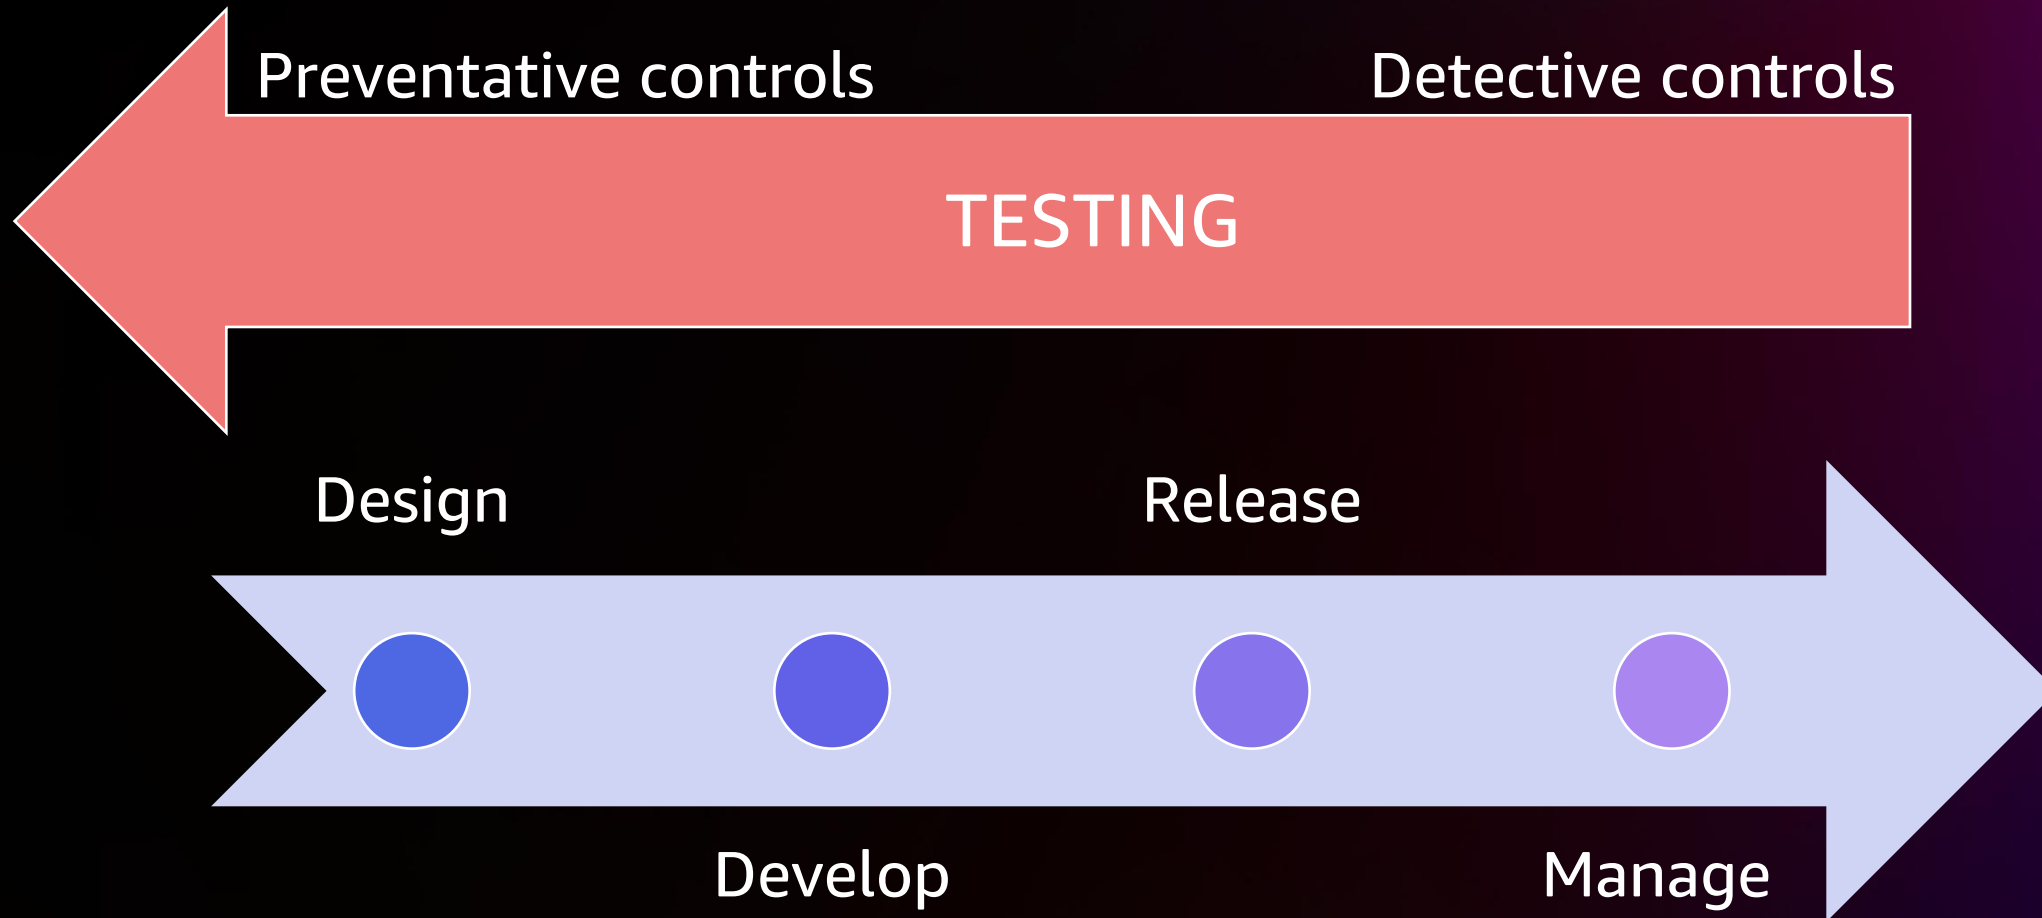 Preventative controls
Detective controls
TESTING
Design
Release
Develop
Manage